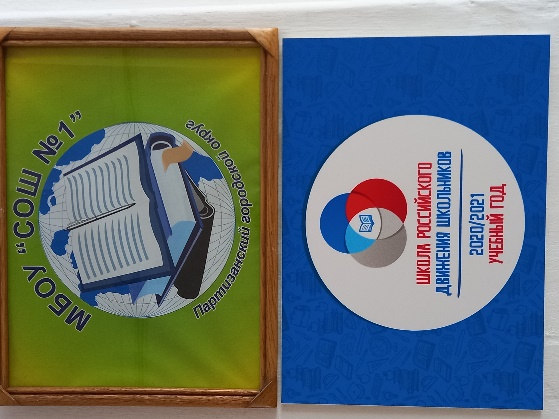 МБОУ "СОШ №1"
Партизанский городской округ
ШКОЛА РОССИЙСКОГО
ДВИЖЕНИЯ ШКОЛЬНИКОВ
2020/2021
УЧЕБНЫЙ ГОД